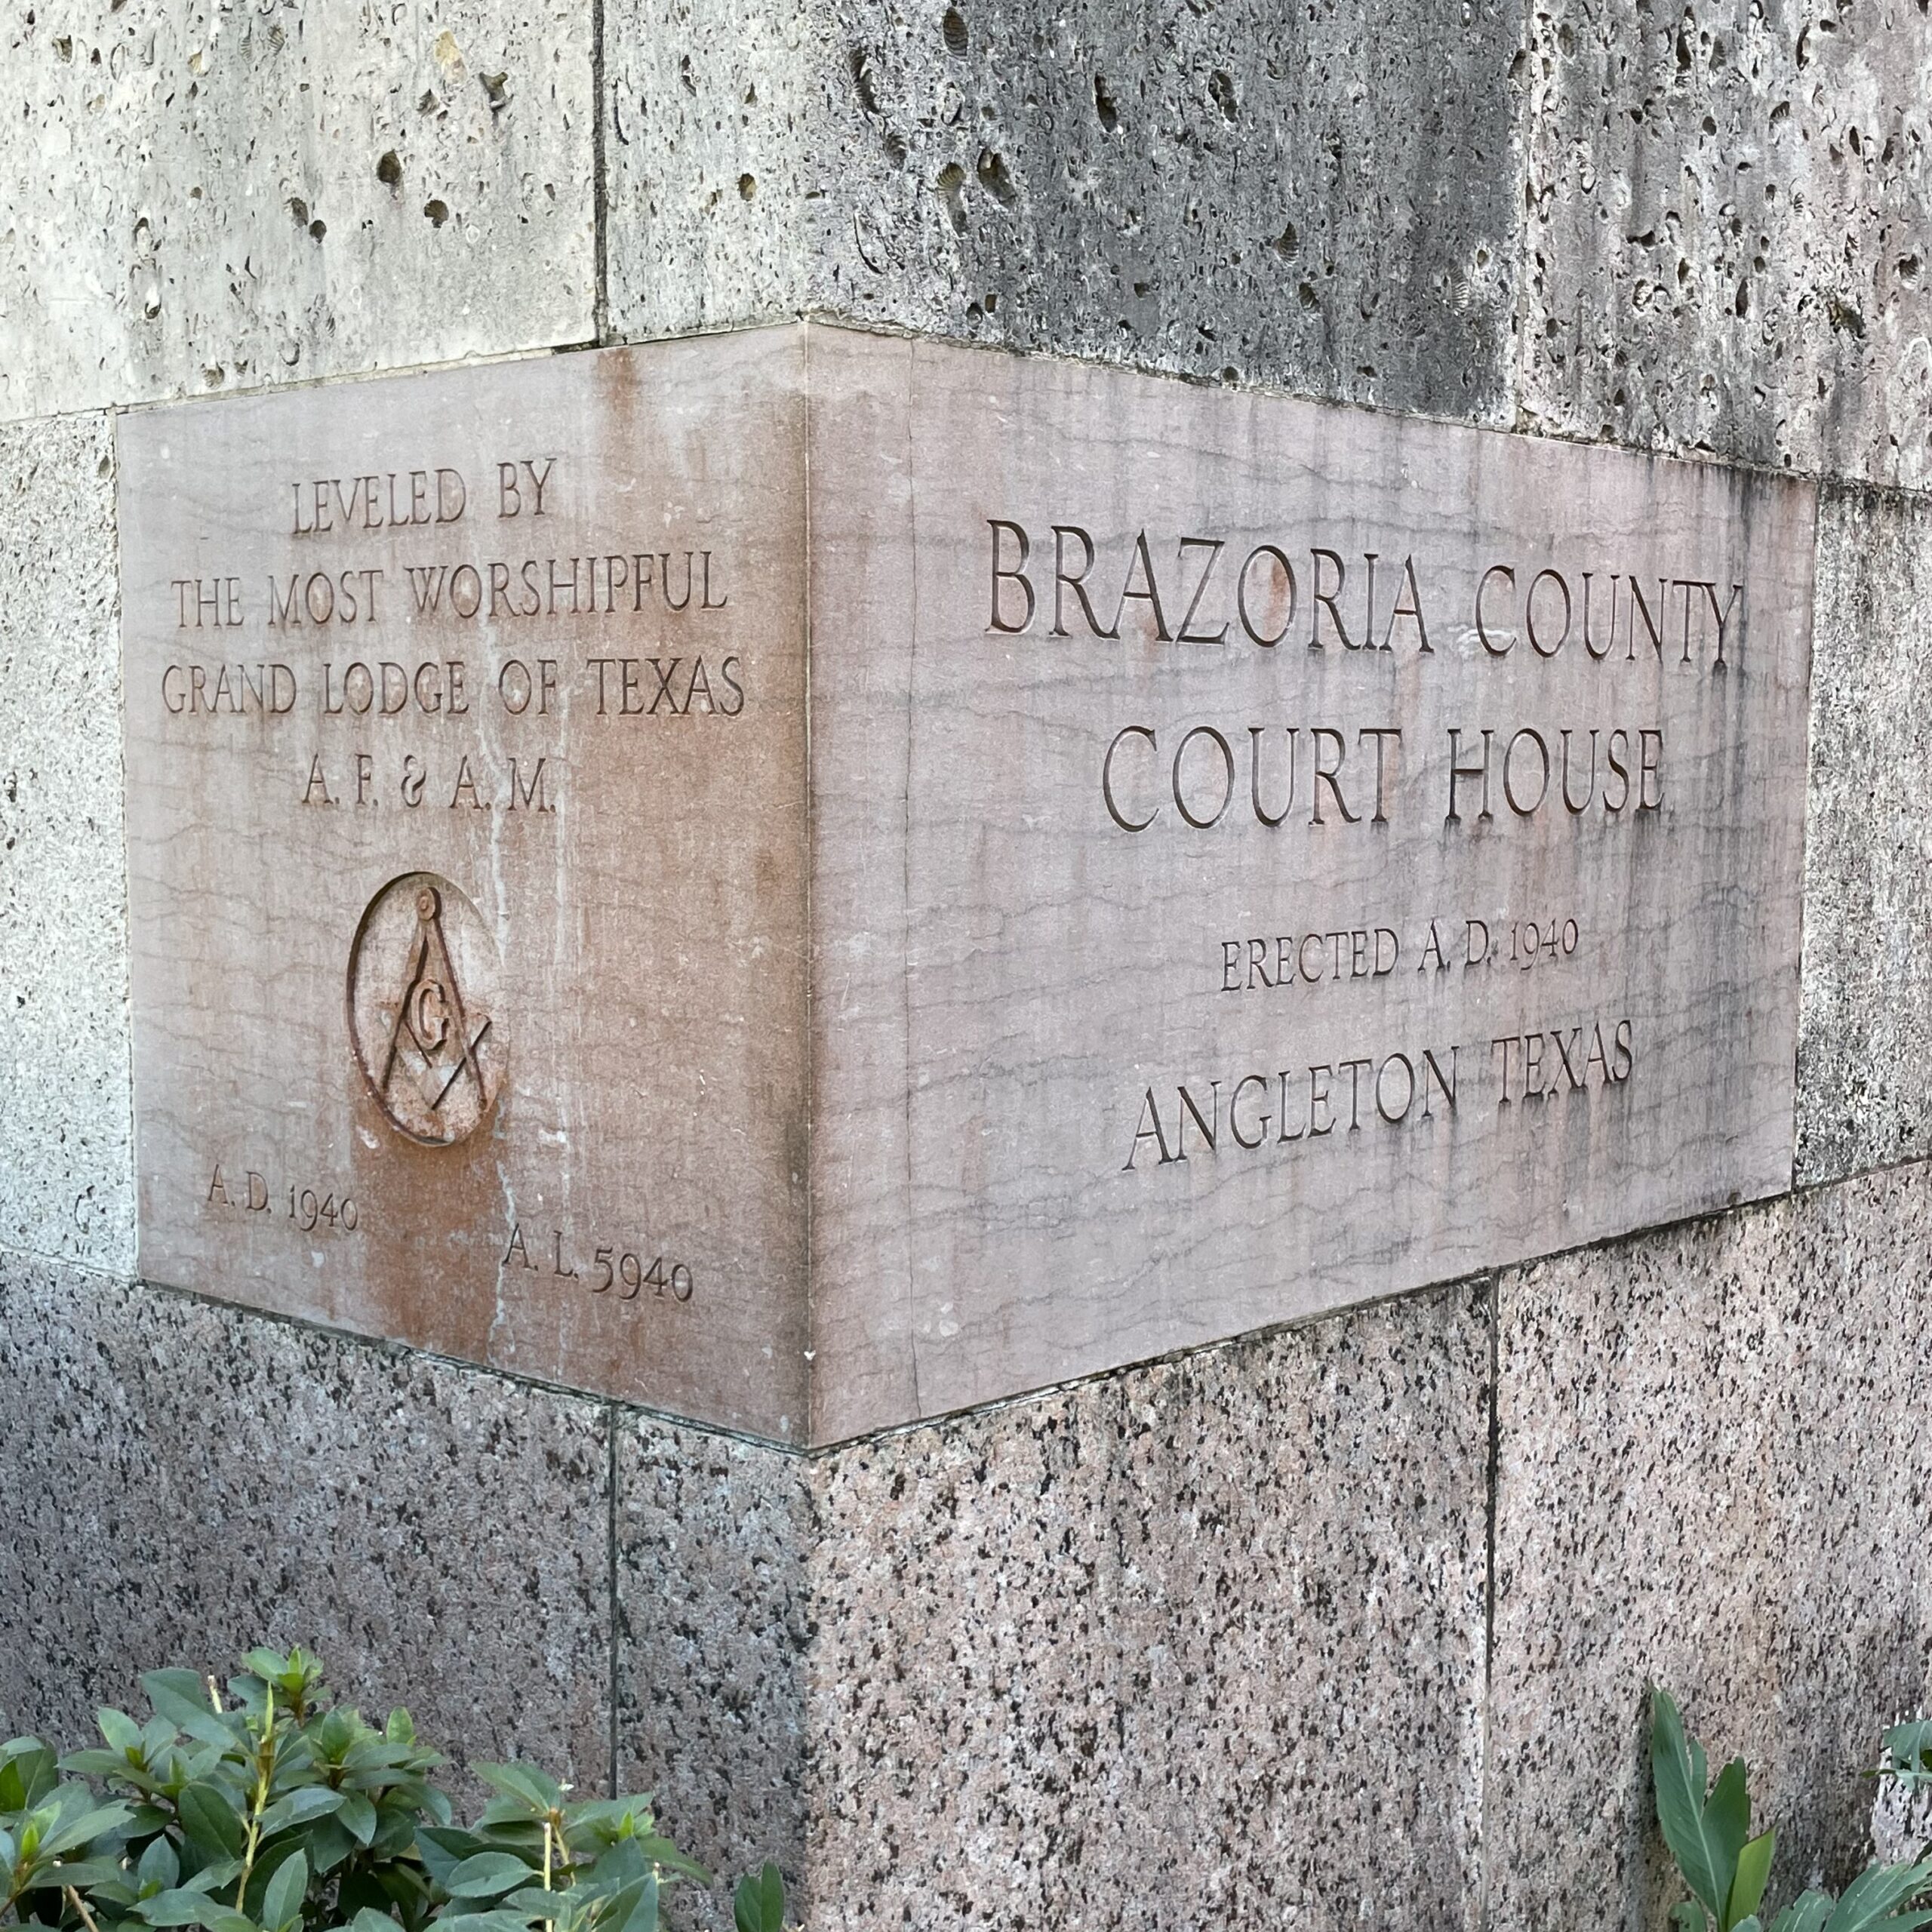 LEVELED BY
THE MOST WORSHIPFUL
GRAND LODGE OF TEXAS
A. F. & A. M.
G
A. D. 1940
A. L. 5940
BRAZORIA COUNTY
COURT HOUSE
ERECTED A. D. 1940
ANGLETON TEXAS